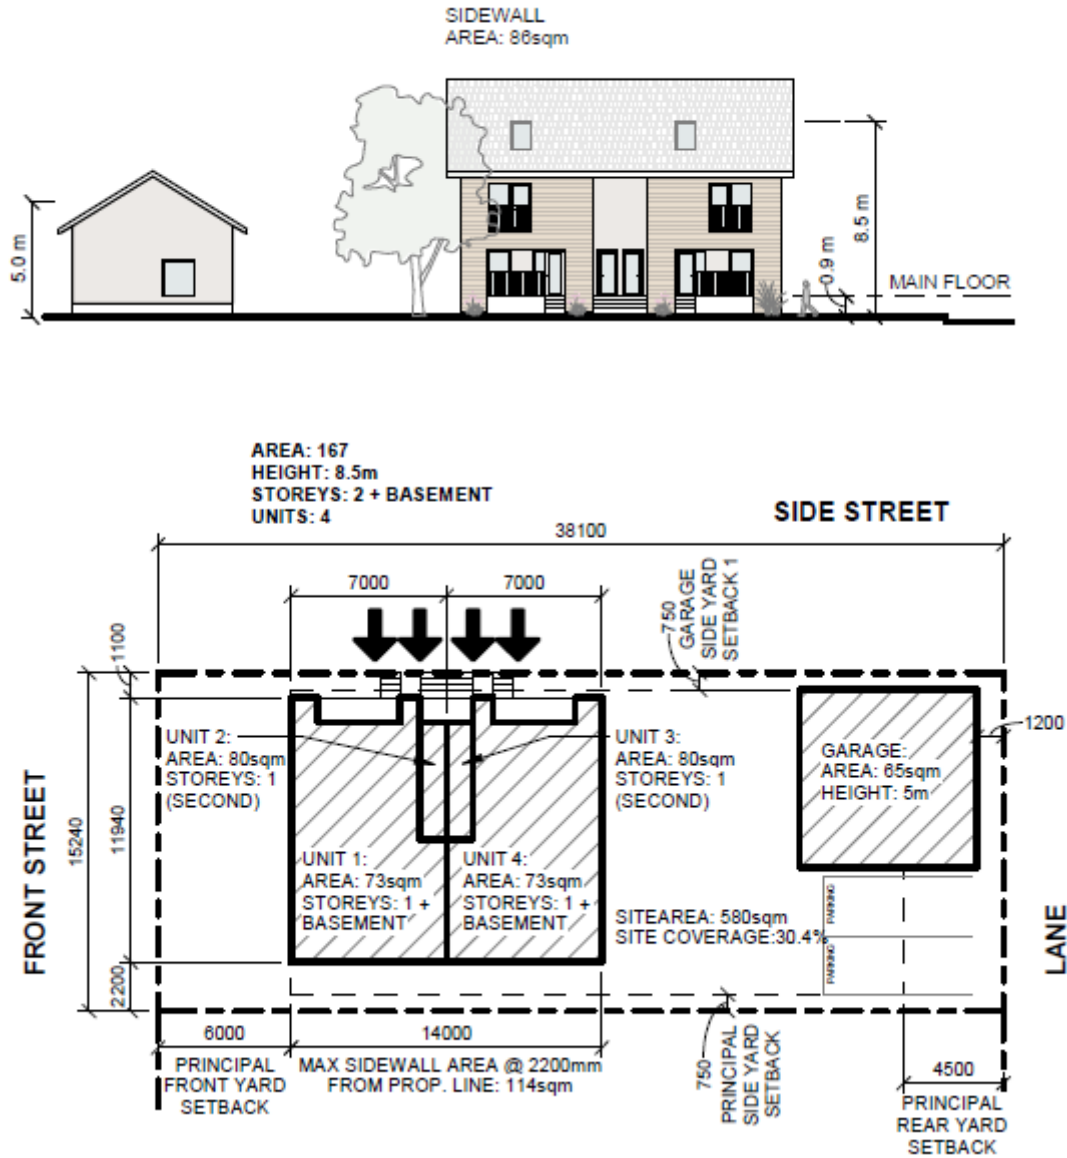 SIDEWALL
AREA: 86sqm
5.0 m
8.5 m
0.9 m
MAIN FLOOR
AREA: 167
HEIGHT: 8.5m
STOREYS: 2 + BASEMENT
UNITS: 4
SIDE STREET
38100
7000
7000
750
GARAGE
SIDE YARD
SETBACK 1
1100
15240
11940
2200
FRONT STREET
UNIT 2:
AREA: 80sqm
STOREYS: 1
(SECOND)
UNIT 3:
AREA: 80sqm
STOREYS: 1
(SECOND)
GARAGE:
AREA: 65sqm
HEIGHT: 5m
1200
UNIT 1:
AREA: 73sqm
STOREYS: 1 +
BASEMENT
UNIT 4:
AREA: 73sqm
STOREYS: 1 +
BASEMENT
SITEAREA: 580sqm
SITE COVERAGE:30.4%
PARKING
PARKING
LANE
6000
14000
PRINCIPAL
FRONT YARD
SETBACK
MAX SIDEWALL AREA @ 2200mm
FROM PROP. LINE: 114sqm
750
PRINCIPAL
SIDE YARD
SETBACK
4500
PRINCIPAL
REAR YARD
SETBACK